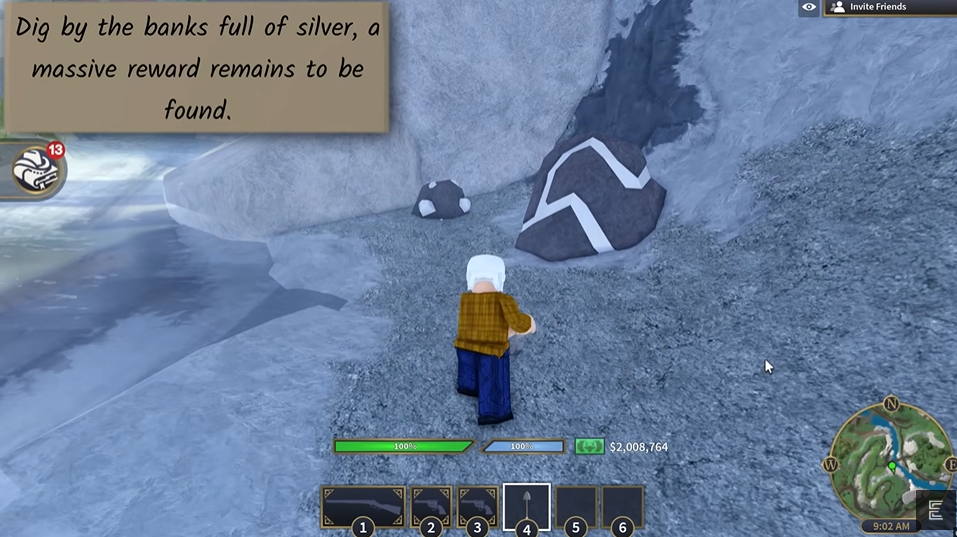 Dig by the banks full of silver, a
massive reward remains to be
found.
Invite Friends
13
100%
100%
$2,008,764
1
2
3
4
5
6
N
W
E
9:02 AM
E